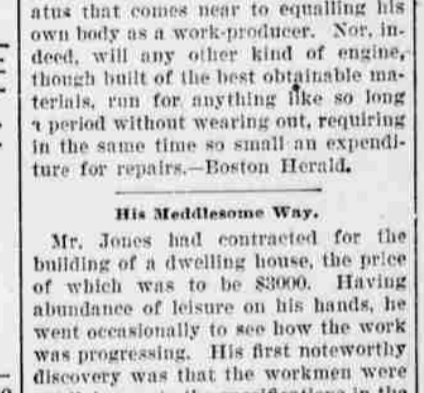 atus that comes near to equalling his
own body as a work-producer. Nor, in-
deed, will any other kind of engine,
though built of the best obtainable ma-
terials, run for anything like so long
a period without wearing out, requiring
in the same time so small an expendi-
ture for repairs.—Boston Herald.
His Meddlesome Way.
Mr. Jones had contracted for the
building of a dwelling house, the price
of which was to be $3000. Having
abundance of leisure on his hands, he
went occasionally to see how the work
was progressing. His first noteworthy
discovery was that the workmen were
specifications in the